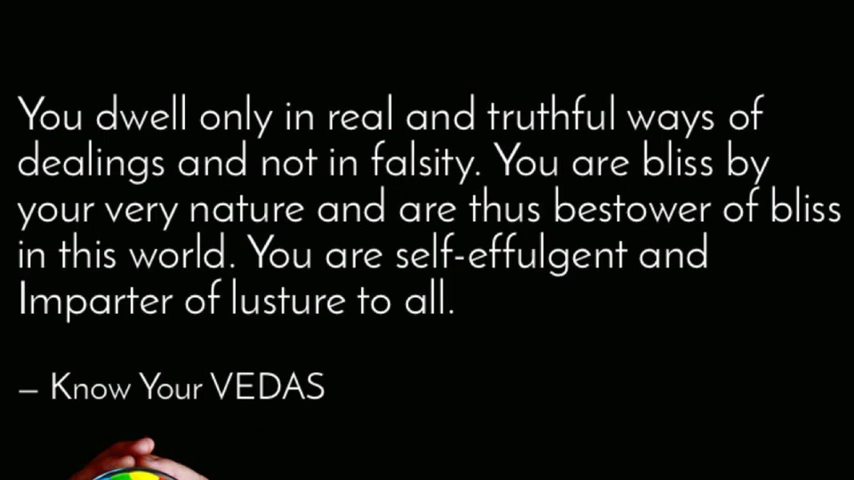 You dwell only in real and truthful ways of
dealings and not in falsity. You are bliss by
your very nature and are thus bestower of bliss
in this world. You are self-effulgent and
Imparter of lusture to all.
– Know Your VEDAS